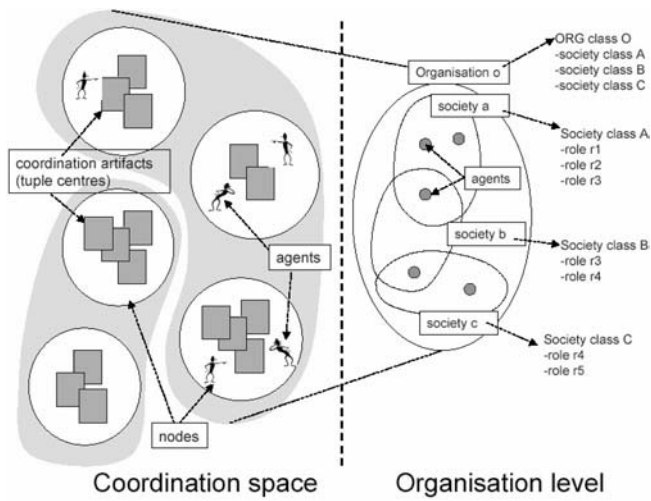 coordination artifacts
(tuple centres)
agents
nodes
Coordination space
Organisation o
society a
agents
society b
society c
ORG class O
-society class A
-society class B
-society class C
Society class A
-role r1
-role r2
-role r3
Society class B
-role r3
-role r4
Society class C
-role r4
-role r5
Organisation level